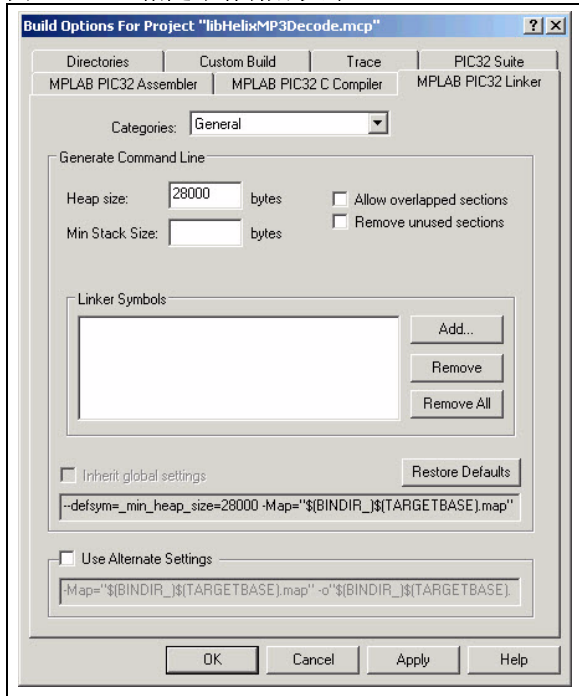 Build Options For Project "libHelixMP3Decode.mcp"
Directories
Custom Build
Trace
PIC32 Suite
MPLAB PIC32 Assembler
MPLAB PIC32 C Compiler
MPLAB PIC32 Linker
Categories: General
Generate Command Line
Heap size: 28000 bytes
Allow overlapped sections
Min Stack Size: bytes
Remove unused sections
Linker Symbols
Add...
Remove
Remove All
Inherit global settings
Restore Defaults
--defsym=_min_heap_size=28000 -Map="$(BINDIR_)$(TARGETBASE).map"
Use Alternate Settings
-Map="$(BINDIR_)$(TARGETBASE).map" -o"$(BINDIR_)$(TARGETBASE).
OK
Cancel
Apply
Help